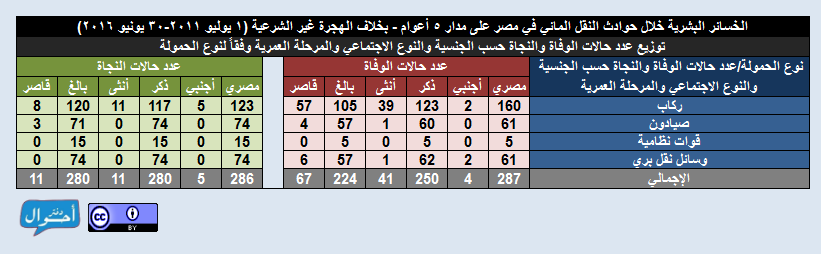 الخسائر البشرية خلال حوادث النقل المائي في مصر على مدار ٥ أعوام - بخلاف الهجرة غير الشرعية (١ يوليو ٢٠١١-٣٠ يونيو ٢٠١٦)
توزيع عدد حالات الوفاة والنجاة حسب الجنسية والنوع الاجتماعي والمرحلة العمرية وفقاً لنوع الحمولة
نوع الحمولة/عدد حالات الوفاة والنجاة حسب الجنسية والنوع الاجتماعي والمرحلة العمرية عدد حالات الوفاة عدد حالات النجاة
مصري أجنبي ذكر أنثى بالغ قاصر مصري أجنبي ذكر أنثى بالغ قاصر
ركاب 160 2 123 39 105 57 123 5 117 11 120 8
صيادون 61 0 60 1 57 4 74 0 74 0 71 3
قوات نظامية 5 0 5 0 5 0 15 0 15 0 15 0
وسائل نقل بري 61 2 62 1 57 6 74 0 74 0 74 0
الإجمالي 287 4 250 41 224 67 286 5 280 11 280 11
دفتر أحوال
cc
BY